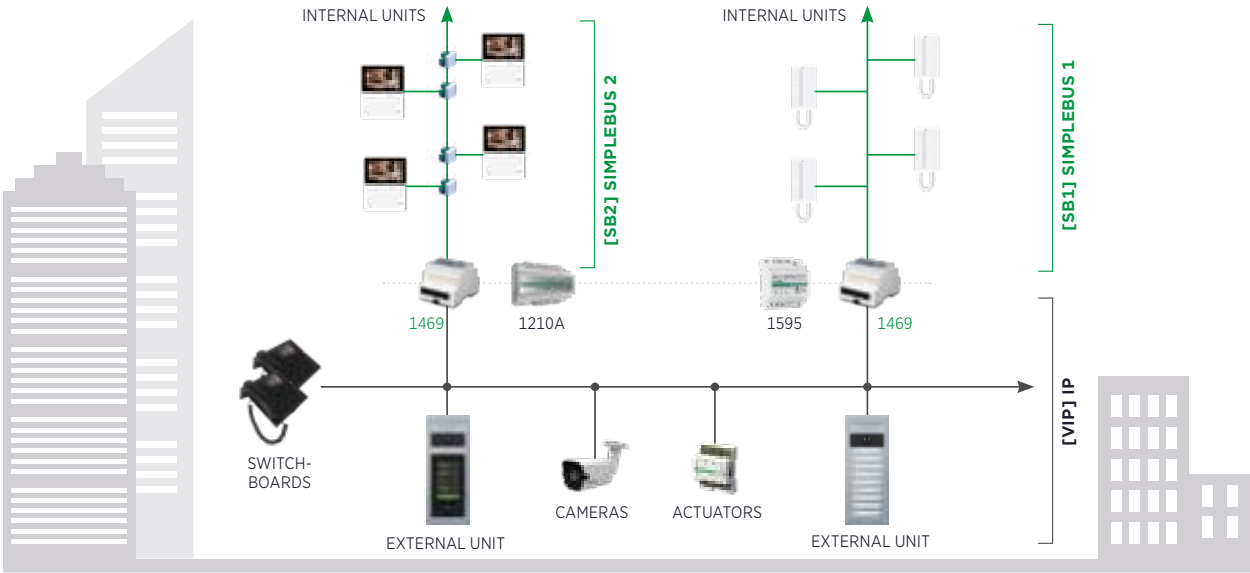 INTERNAL UNITS
INTERNAL UNITS
[SB2] SIMPLEBUS 2
[SB1] SIMPLEBUS 1
1469
1210A
1595
1469
[VIP] IP
SWITCH-
BOARDS
CAMERAS
ACTUATORS
EXTERNAL UNIT
EXTERNAL UNIT